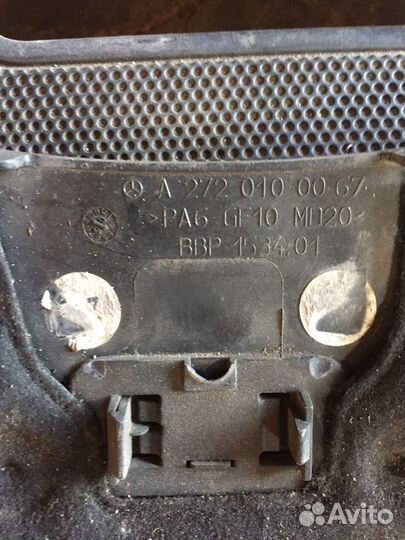 A 272 010 00 67
>PA6 GF10 MD20<
BBP 1534.01
Avito